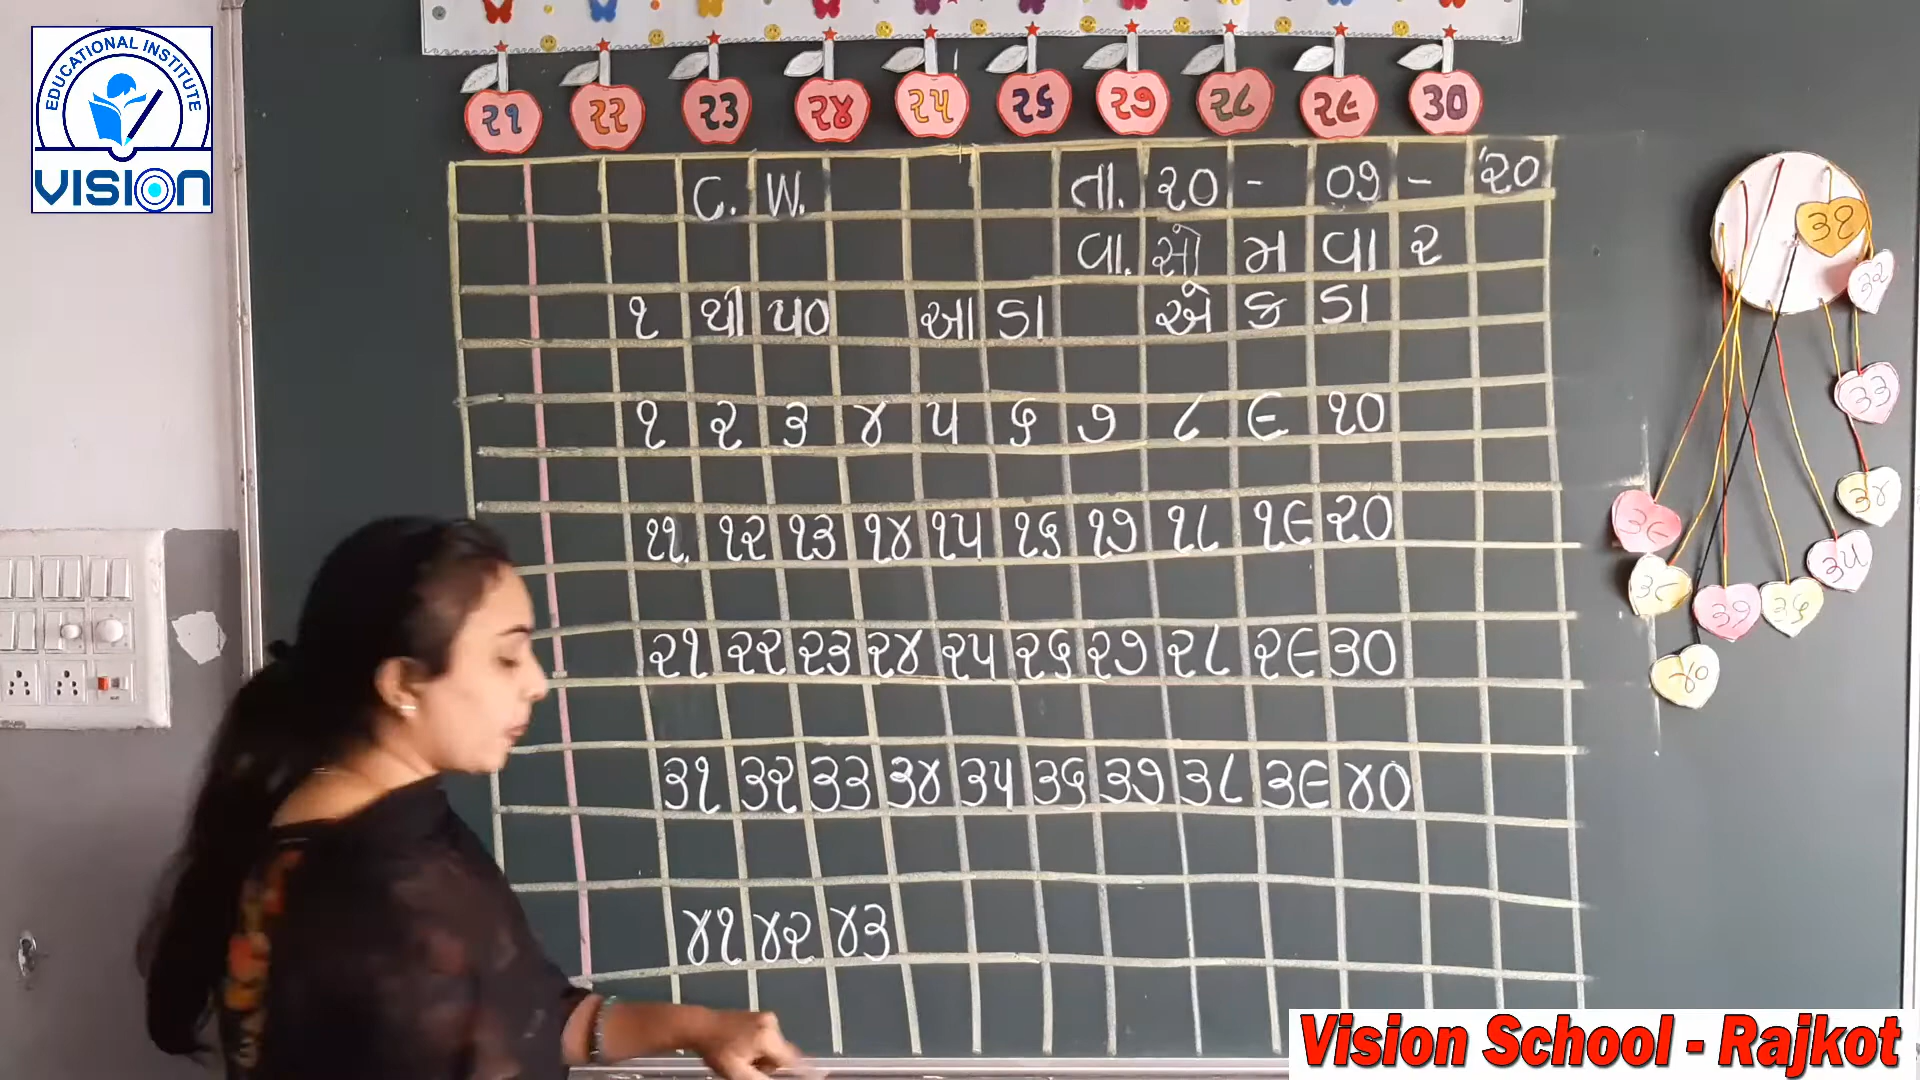 EDUCATIONAL INSTITUTE
VISION
૨૧ ૨૨ ૨૩ ૨૪ ૨૫ ૨૬ ૨૭ ૨૮ ૨૯ ૩૦
C. W. તા. ૨૦ - ૦૭ - ૨૦
વા. સોમવાર
૧ થી ૫૦ આડા એકડા
૧ ૨ ૩ ૪ ૫ ૬ ૭ ૮ ૯ ૧૦
૧૧ ૧૨ ૧૩ ૧૪ ૧૫ ૧૬ ૧૭ ૧૮ ૧૯ ૨૦
૨૧ ૨૨ ૨૩ ૨૪ ૨૫ ૨૬ ૨૭ ૨૮ ૨૯ ૩૦
૩૧ ૩૨ ૩૩ ૩૪ ૩૫ ૩૬ ૩૭ ૩૮ ૩૯ ૪૦
૪૧ ૪૨ ૪૩
૩૧
૩૨
૩૩
૩૪
૩૫
૩૬
૩૭
૩૮
૩૯
૪૦
Vision School - Rajkot